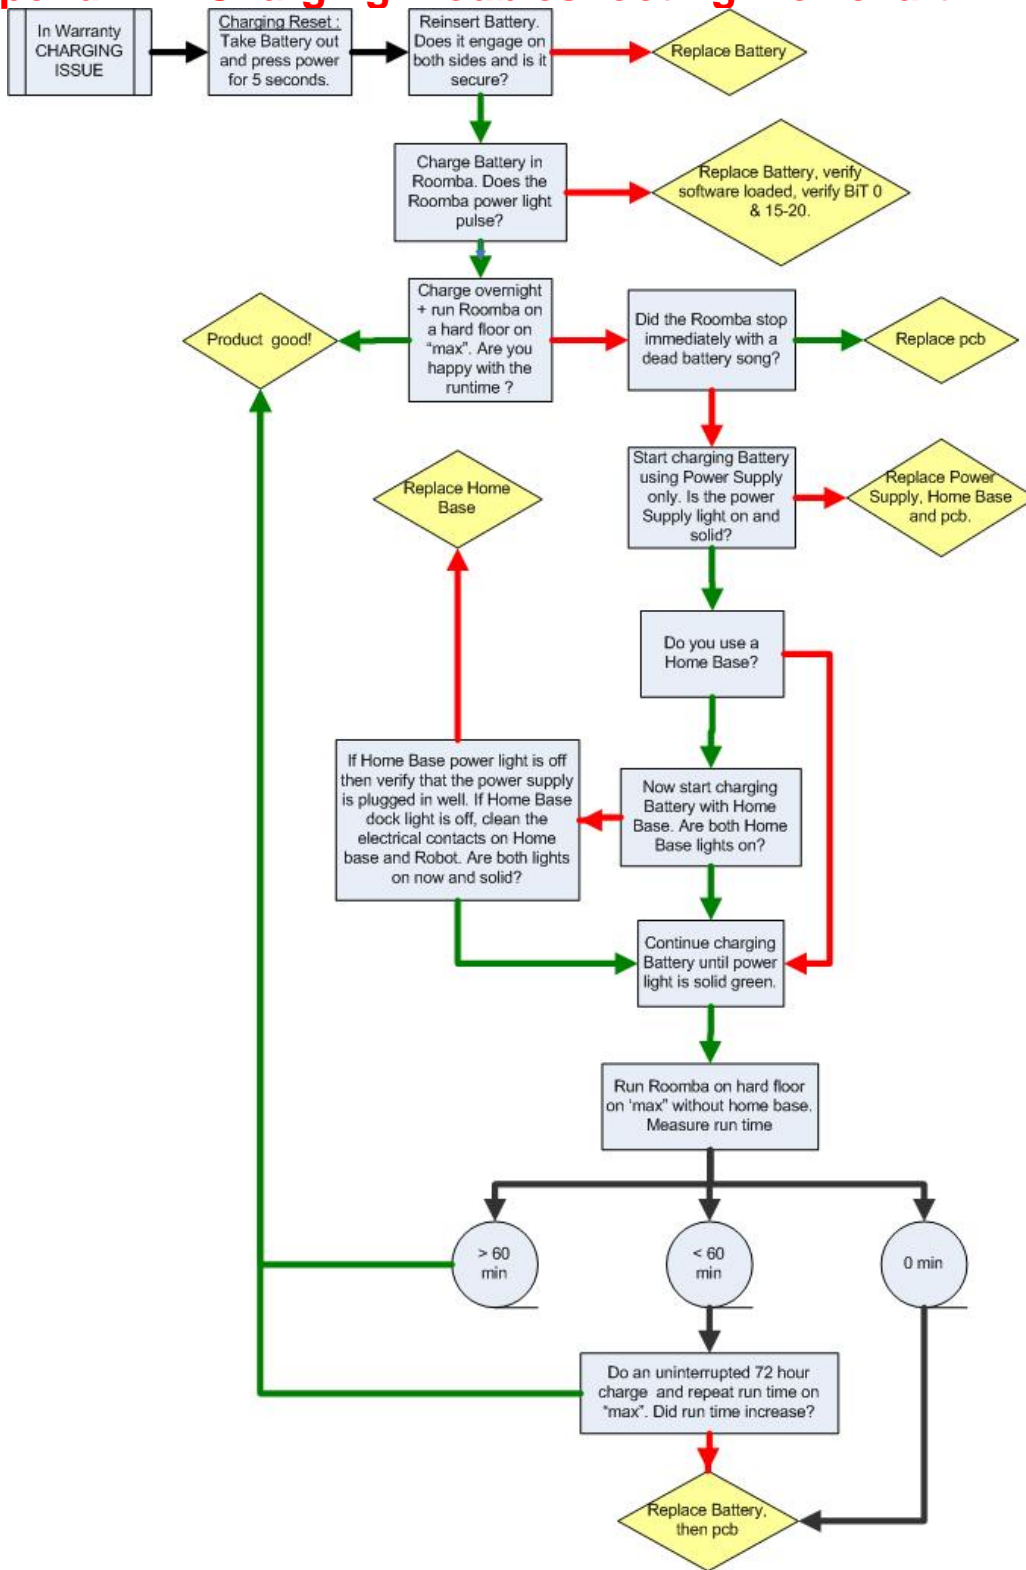 In Warranty
CHARGING
ISSUE
Charging Reset :
Take Battery out
and press power
for 5 seconds.
Reinsert Battery.
Does it engage on
both sides and is it
secure?
Replace Battery
Charge Battery in
Roomba. Does the
Roomba power light
pulse?
Replace Battery, verify
software loaded, verify BiT 0
& 15-20.
Charge overnight
+ run Roomba on
a hard floor on
“max”. Are you
happy with the
runtime ?
Product good!
Did the Roomba stop
immediately with a
dead battery song?
Replace pcb
Start charging Battery
using Power Supply
only. Is the power
Supply light on and
solid?
Replace Power
Supply, Home Base
and pcb.
Replace Home
Base
Do you use a
Home Base?
If Home Base power light is off
then verify that the power supply
is plugged in well. If Home Base
dock light is off, clean the
electrical contacts on Home
base and Robot. Are both lights
on now and solid?
Now start charging
Battery with Home
Base. Are both Home
Base lights on?
Continue charging
Battery until power
light is solid green.
Run Roomba on hard floor
on ‘max” without home base.
Measure run time
> 60
min
< 60
min
0 min
Do an uninterrupted 72 hour
charge and repeat run time on
“max”. Did run time increase?
Replace Battery,
then pcb